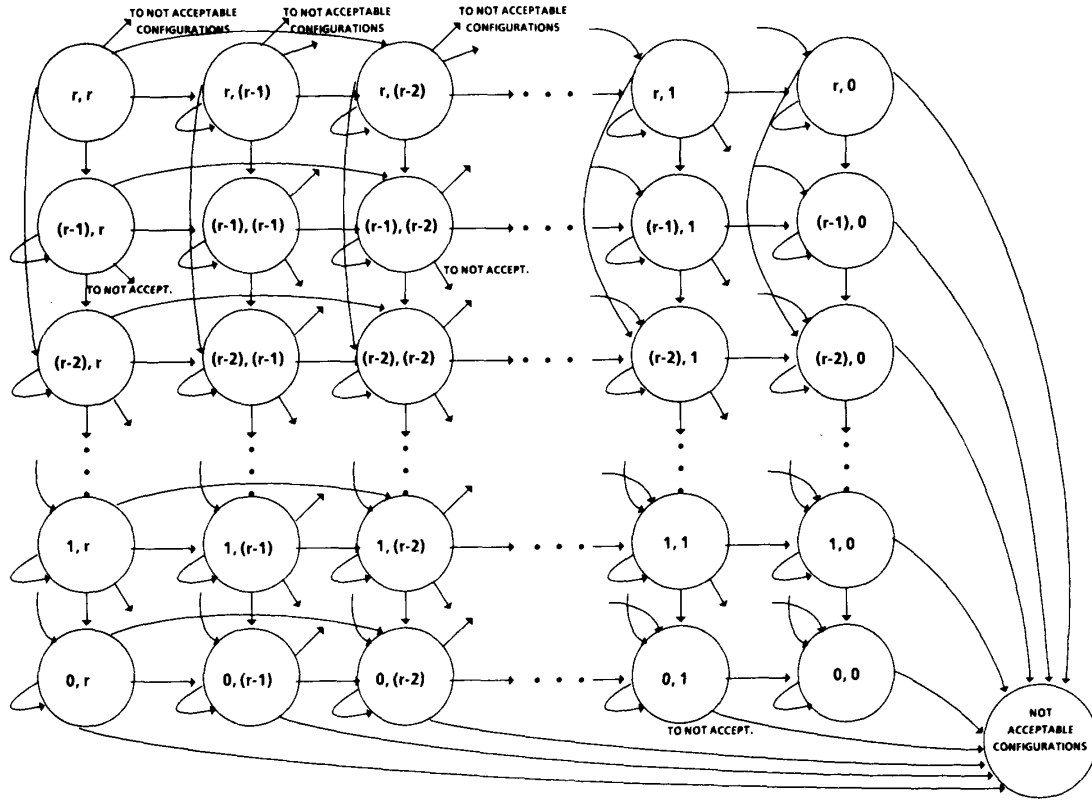 TO NOT ACCEPTABLE
CONFIGURATIONS
TO NOT ACCEPTABLE
CONFIGURATIONS
TO NOT ACCEPTABLE
CONFIGURATIONS
r, r
r, (r-1)
r, (r-2)
r, 1
r, 0
(r-1), r
(r-1), (r-1)
(r-1), (r-2)
(r-1), 1
(r-1), 0
TO NOT ACCEPT.
TO NOT ACCEPT.
(r-2), r
(r-2), (r-1)
(r-2), (r-2)
(r-2), 1
(r-2), 0
1, r
1, (r-1)
1, (r-2)
1, 1
1, 0
0, r
0, (r-1)
0, (r-2)
0, 1
0, 0
TO NOT ACCEPT.
NOT
ACCEPTABLE
CONFIGURATIONS